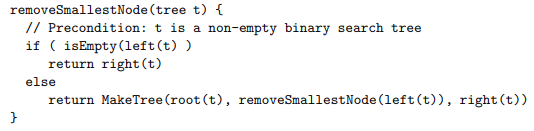 removeSmallestNode(tree t) {
// Precondition: t is a non-empty binary search tree
if ( isEmpty(left(t) )
return right(t)
else
return MakeTree(root(t), removeSmallestNode(left(t)), right(t))
}